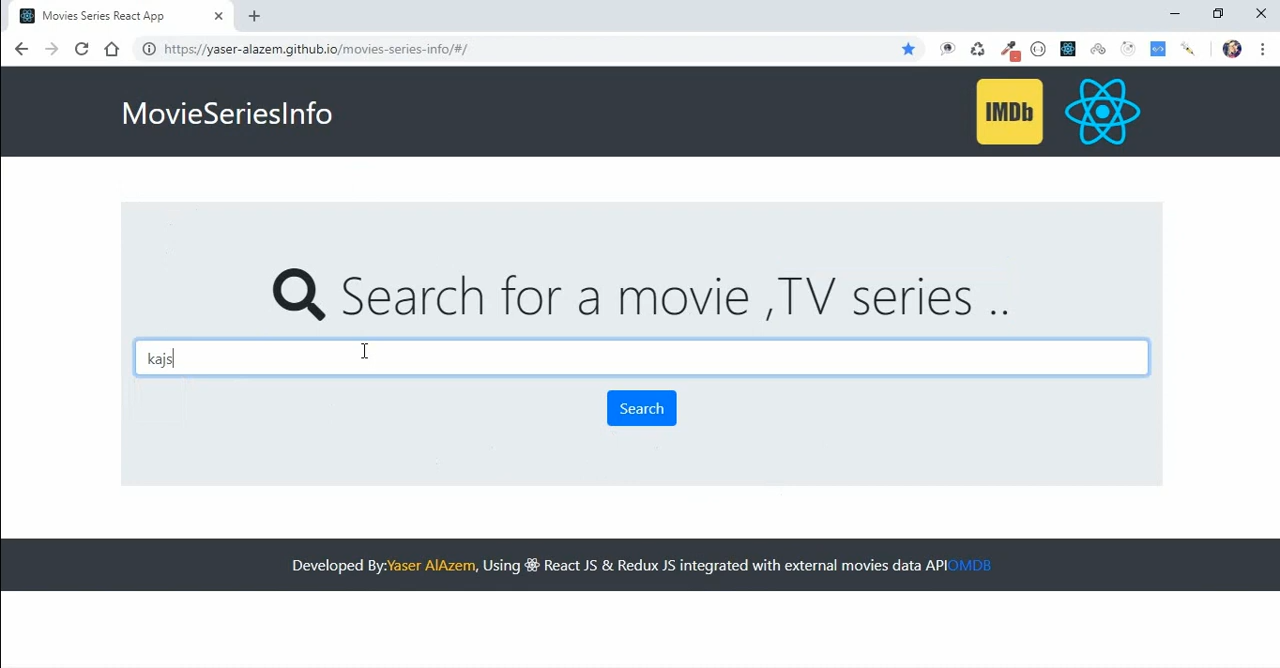 Movies Series React App
https://yaser-alazem.github.io/movies-series-info/#/
MovieSeriesInfo
IMDb
Search for a movie ,TV series ..
kajs
Search
Developed By:Yaser AlAzem, Using React JS & Redux JS integrated with external movies data APIOMDB